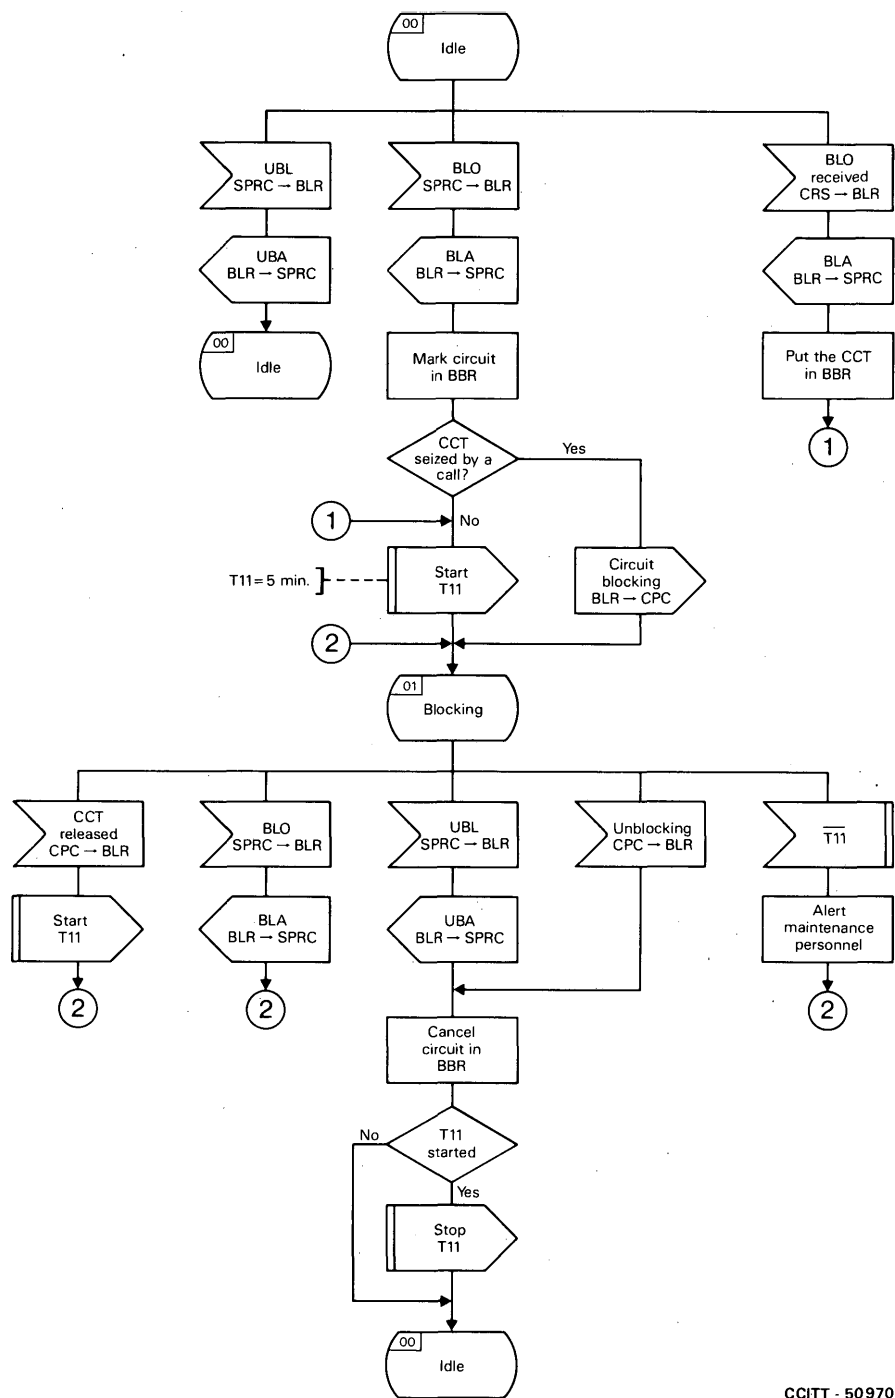 00
Idle
UBL
SPRC → BLR
BLO
SPRC → BLR
BLO
received
CRS → BLR
UBA
BLR → SPRC
BLA
BLR → SPRC
BLA
BLR → SPRC
00
Idle
Mark circuit
in BBR
Put the CCT
in BBR
CCT
seized by a
call?
Yes
1
1
No
T11 = 5 min.
Start
T11
Circuit
blocking
BLR → CPC
2
01
Blocking
CCT
released
CPC → BLR
BLO
SPRC → BLR
UBL
SPRC → BLR
Unblocking
CPC → BLR
T11
Start
T11
BLA
BLR → SPRC
UBA
BLR → SPRC
Alert
maintenance
personnel
2
2
2
Cancel
circuit in
BBR
No
T11
started
Yes
Stop
T11
00
Idle
CCITT - 50970